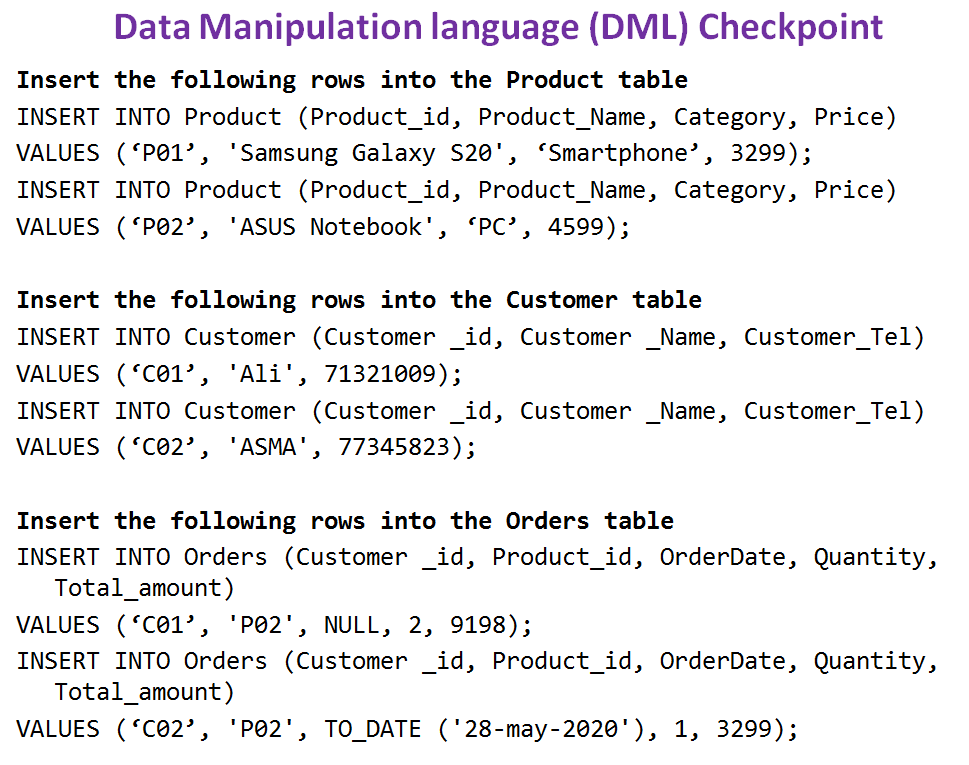 Data Manipulation language (DML) Checkpoint
Insert the following rows into the Product table
INSERT INTO Product (Product_id, Product_Name, Category, Price)
VALUES (‘P01’, 'Samsung Galaxy S20', ‘Smartphone’, 3299);
INSERT INTO Product (Product_id, Product_Name, Category, Price)
VALUES (‘P02’, 'ASUS Notebook', ‘PC’, 4599);
Insert the following rows into the Customer table
INSERT INTO Customer (Customer _id, Customer _Name, Customer_Tel)
VALUES (‘C01’, 'Ali', 71321009);
INSERT INTO Customer (Customer _id, Customer _Name, Customer_Tel)
VALUES (‘C02’, 'ASMA', 77345823);
Insert the following rows into the Orders table
INSERT INTO Orders (Customer _id, Product_id, OrderDate, Quantity,
Total_amount)
VALUES (‘C01’, 'P02', NULL, 2, 9198);
INSERT INTO Orders (Customer _id, Product_id, OrderDate, Quantity,
Total_amount)
VALUES (‘C02’, 'P02', TO_DATE ('28-may-2020'), 1, 3299);